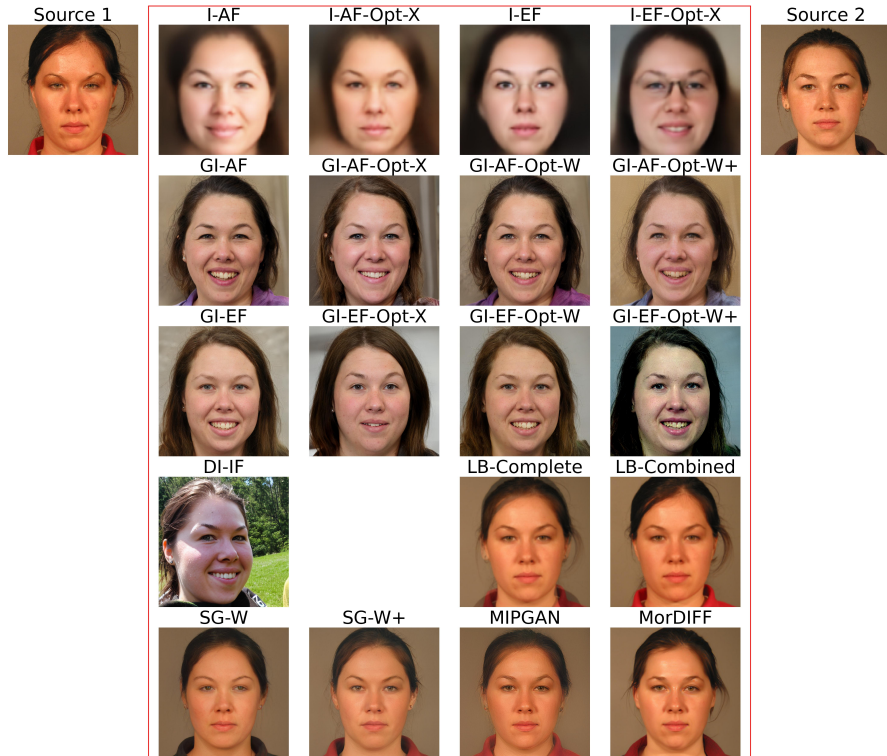 Source 1 I-AF I-AF-Opt-X I-EF I-EF-Opt-X Source 2
GI-AF GI-AF-Opt-X GI-AF-Opt-W GI-AF-Opt-W+
GI-EF GI-EF-Opt-X GI-EF-Opt-W GI-EF-Opt-W+
DI-IF LB-Complete LB-Combined
SG-W SG-W+ MIPGAN MorDIFF